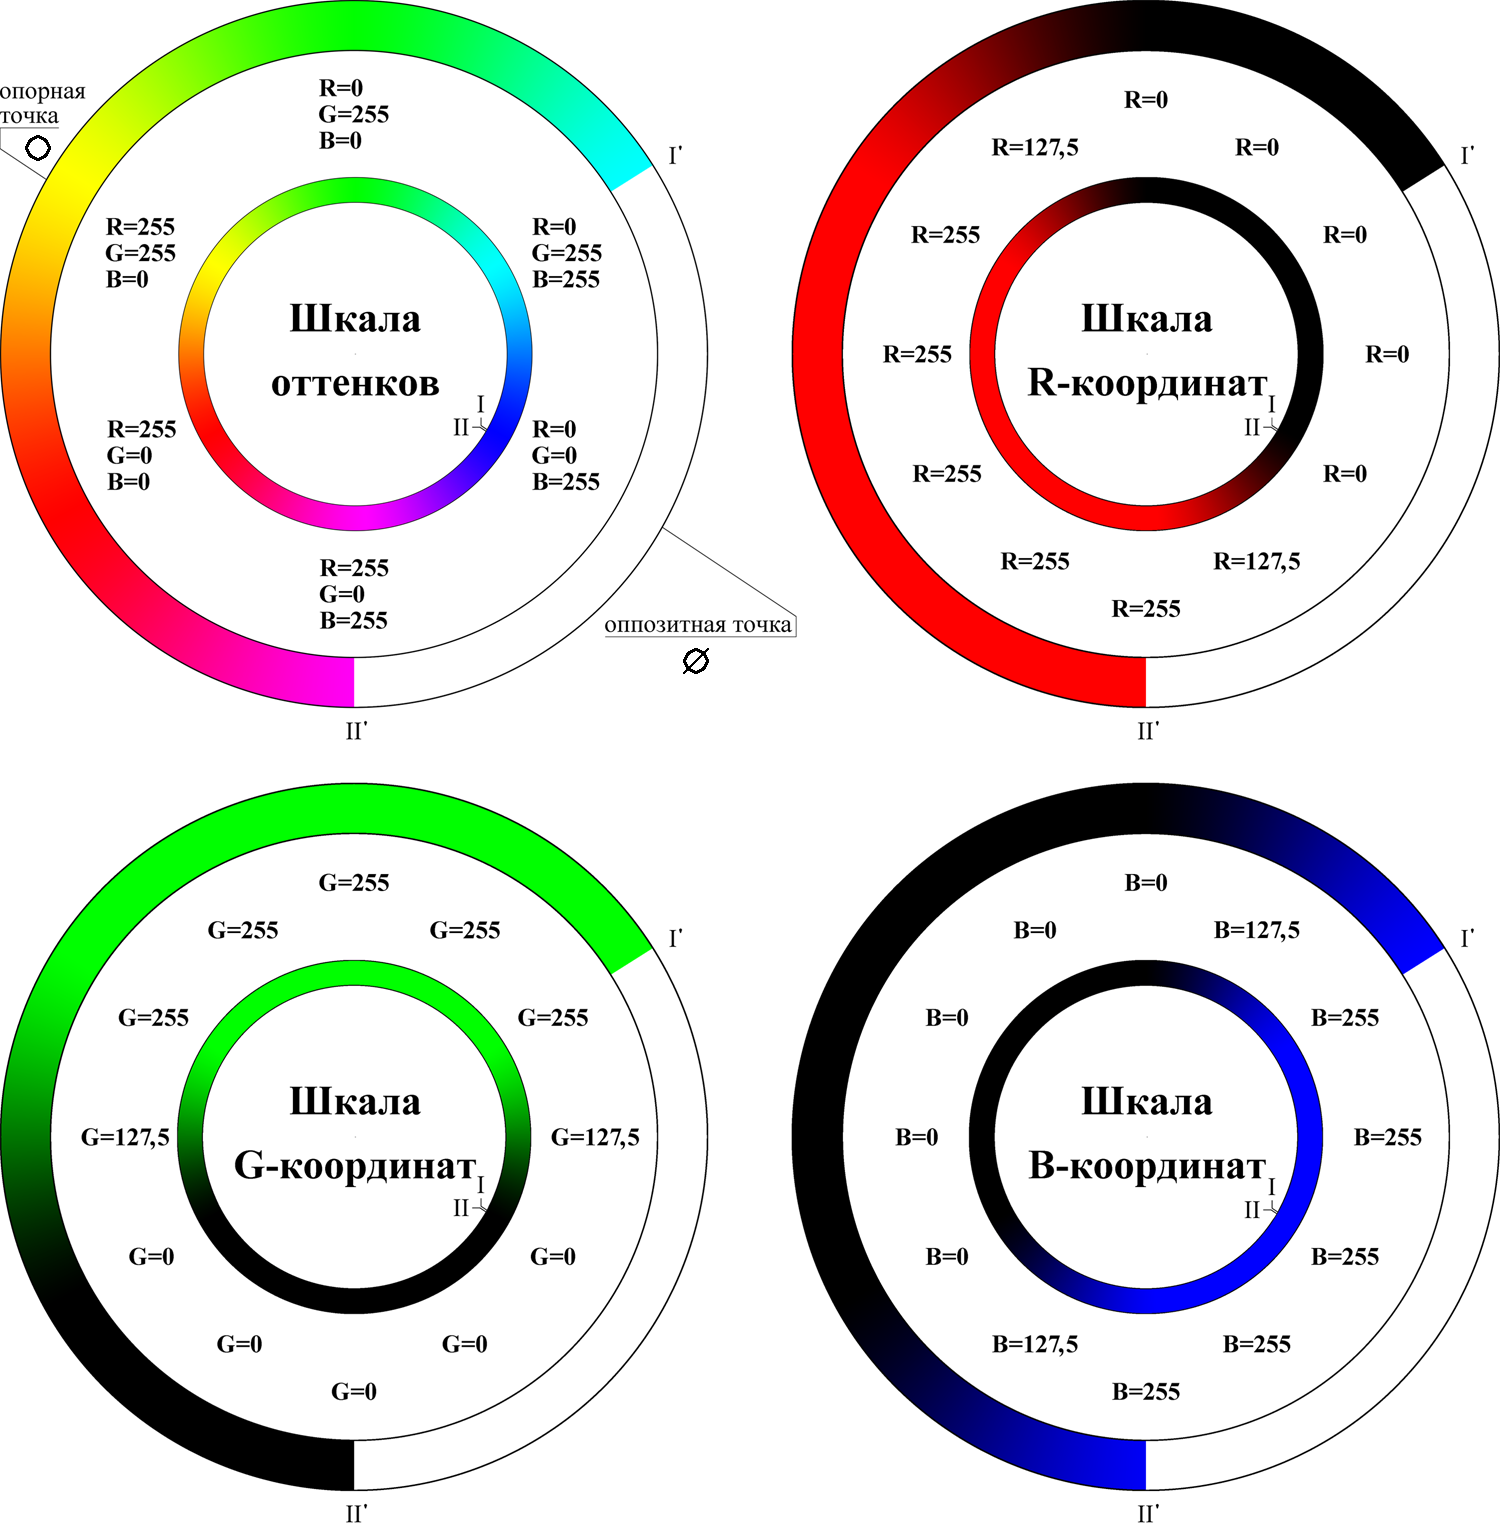 опорная
точка
R=0
G=255
B=0
I'
R=255
G=255
B=0
R=0
G=255
B=255
Шкала
оттенков
I
II
R=255
G=0
B=0
R=0
G=0
B=255
R=255
G=0
B=255
оппозитная точка
II'
R=0
R=127,5
R=0
I'
R=255
R=0
Шкала
R=255
R=0
R-координат
I
II
R=255
R=0
R=255
R=127,5
R=255
II'
G=255
G=255
G=255
I'
G=255
G=255
Шкала
G=127,5
G=127,5
G-координат
I
II
G=0
G=0
G=0
G=0
G=0
II'
B=0
B=0
B=127,5
I'
B=0
B=255
Шкала
B=0
B=255
B-координат
I
II
B=0
B=255
B=127,5
B=255
B=255
II'